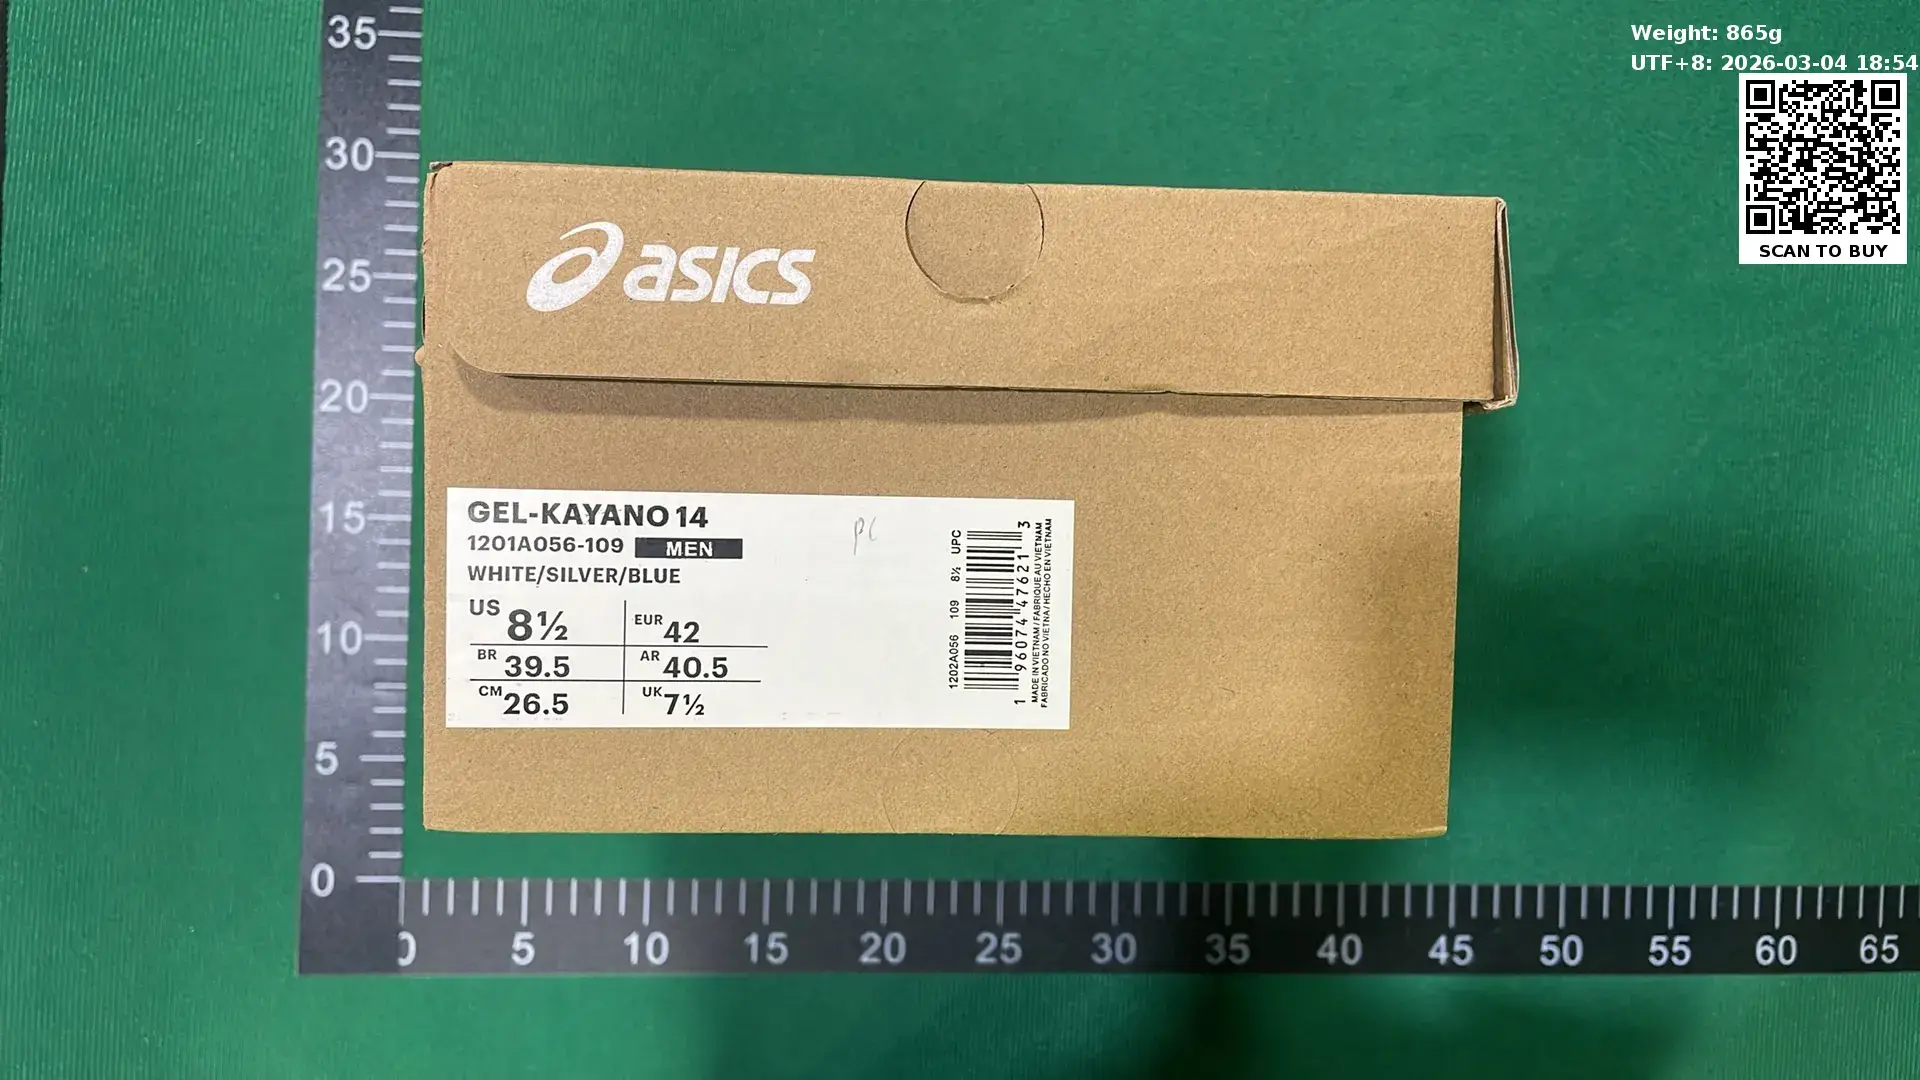 Weight: 865g
UTF+8: 2026-03-04 18:54
SCAN TO BUY
asics
GEL-KAYANO 14
1201A056-109 MEN
WHITE/SILVER/BLUE
US 8½ EUR 42
BR 39.5 AR 40.5
CM 26.5 UK 7½
1202A056 109 8½ UPC
1 96074 47621 3
MADE IN VIETNAM / FABRIQUE AU VIETNAM
FABRICADO NO VIETNA / HECHO EN VIETNAM
35
30
25
20
15
10
5
0
0 5 10 15 20 25 30 35 40 45 50 55 60 65